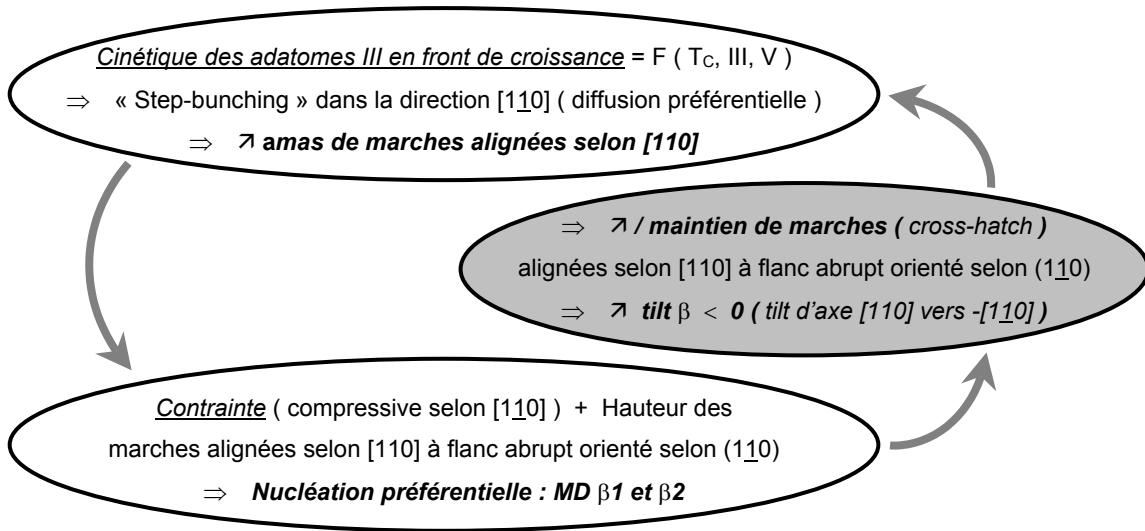 Cinétique des adatomes III en front de croissance = F ( TC, III, V )
⇒ « Step-bunching » dans la direction [110] ( diffusion préférentielle )
⇒ ↗ amas de marches alignées selon [110]
⇒ ↗ / maintien de marches ( cross-hatch )
alignées selon [110] à flanc abrupt orienté selon (110)
⇒ ↗ tilt β < 0 ( tilt d’axe [110] vers -[110] )
Contrainte ( compressive selon [110] ) + Hauteur des
marches alignées selon [110] à flanc abrupt orienté selon (110)
⇒ Nucléation préférentielle : MD β1 et β2